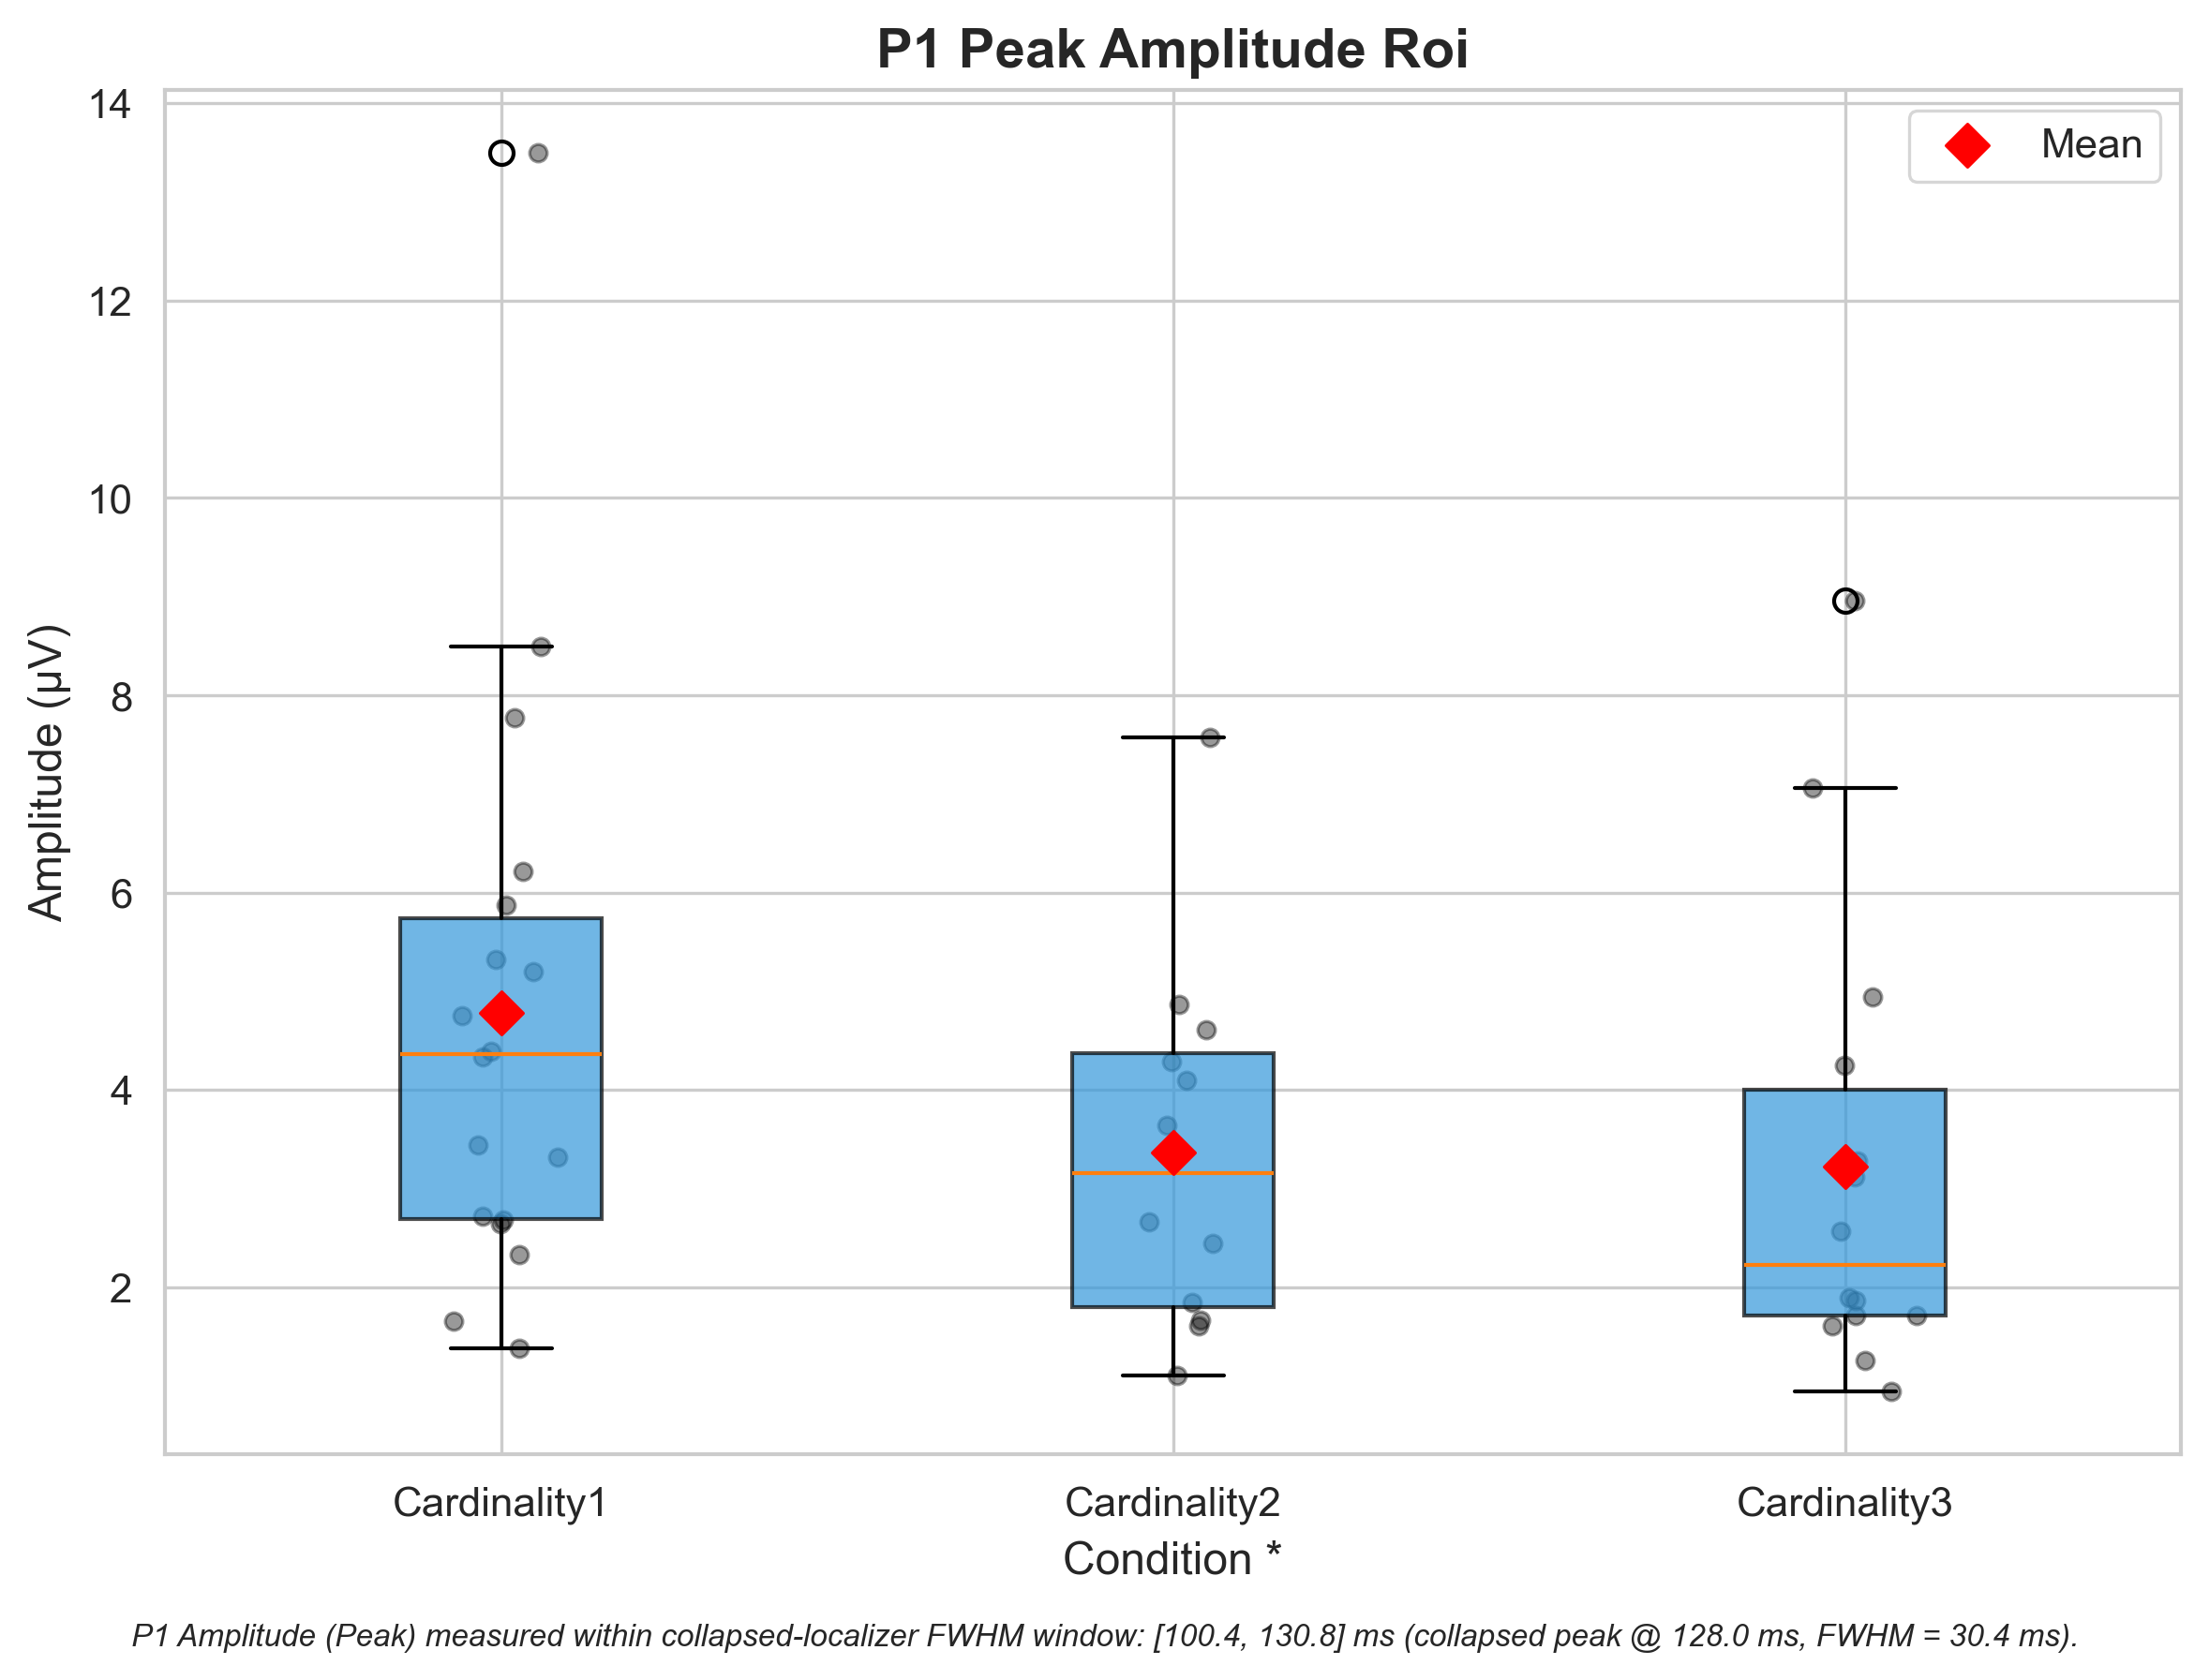 P1 Peak Amplitude Roi
14
12
10
8
6
4
2
Amplitude (µV)
Mean
Cardinality1
Cardinality2
Cardinality3
Condition *
P1 Amplitude (Peak) measured within collapsed-localizer FWHM window: [100.4, 130.8] ms (collapsed peak @ 128.0 ms, FWHM = 30.4 ms).